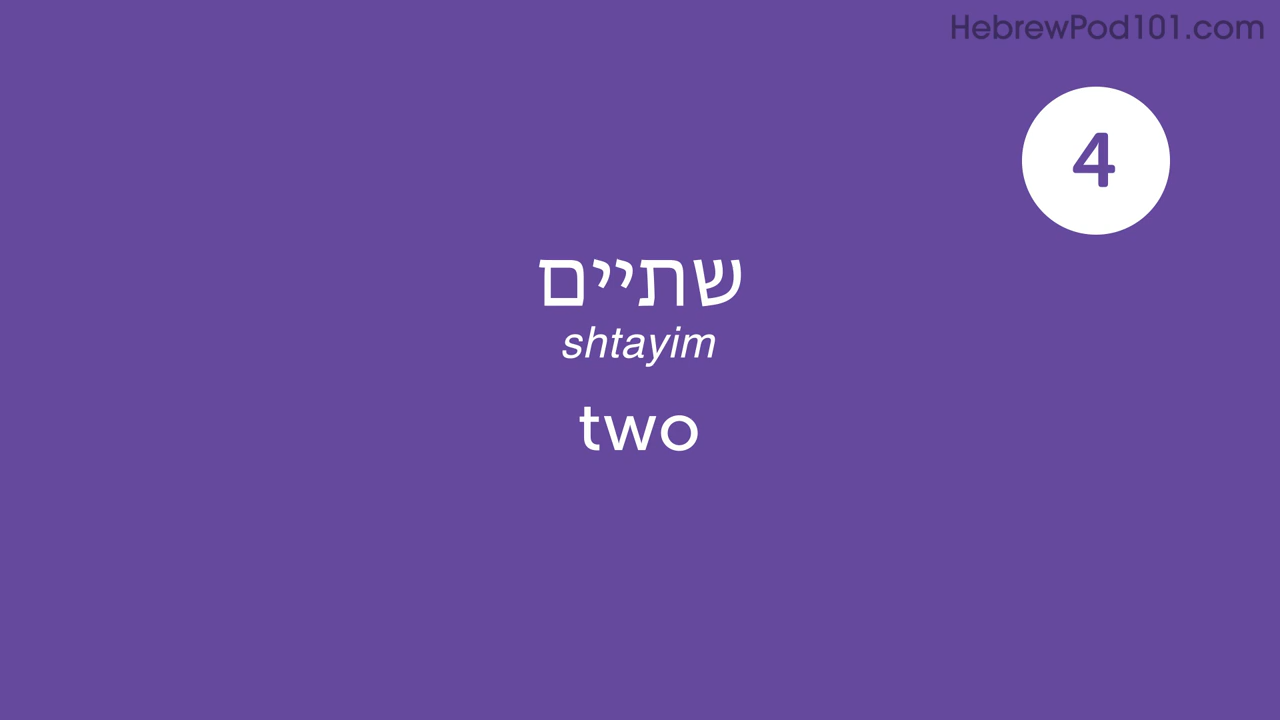 HebrewPod101.com
4
שתיים
shtayim
two